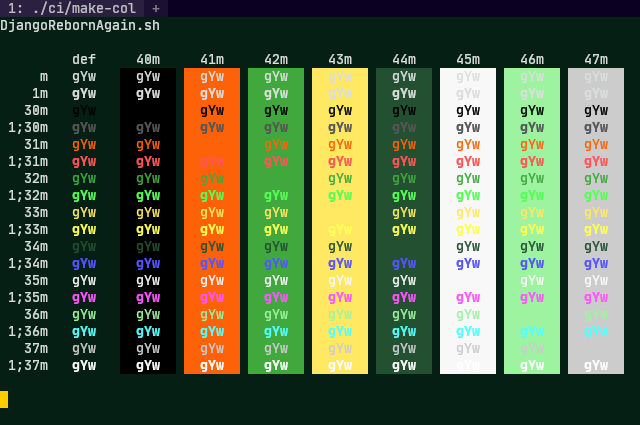 1: ./ci/make-col +
DjangoRebornAgain.sh
def 40m 41m 42m 43m 44m 45m 46m 47m
m gYw gYw gYw gYw gYw gYw gYw gYw gYw
1m gYw gYw gYw gYw gYw gYw gYw gYw gYw
30m gYw gYw gYw gYw gYw gYw gYw gYw
1;30m gYw gYw gYw gYw gYw gYw gYw gYw gYw
31m gYw gYw gYw gYw gYw gYw gYw gYw
1;31m gYw gYw gYw gYw gYw gYw gYw gYw gYw
32m gYw gYw gYw gYw gYw gYw gYw gYw
1;32m gYw gYw gYw gYw gYw gYw gYw gYw gYw
33m gYw gYw gYw gYw gYw gYw gYw gYw
1;33m gYw gYw gYw gYw gYw gYw gYw gYw gYw
34m gYw gYw gYw gYw gYw gYw gYw gYw
1;34m gYw gYw gYw gYw gYw gYw gYw gYw gYw
35m gYw gYw gYw gYw gYw gYw gYw gYw
1;35m gYw gYw gYw gYw gYw gYw gYw gYw gYw
36m gYw gYw gYw gYw gYw gYw gYw gYw
1;36m gYw gYw gYw gYw gYw gYw gYw gYw gYw
37m gYw gYw gYw gYw gYw gYw gYw gYw
1;37m gYw gYw gYw gYw gYw gYw gYw gYw gYw